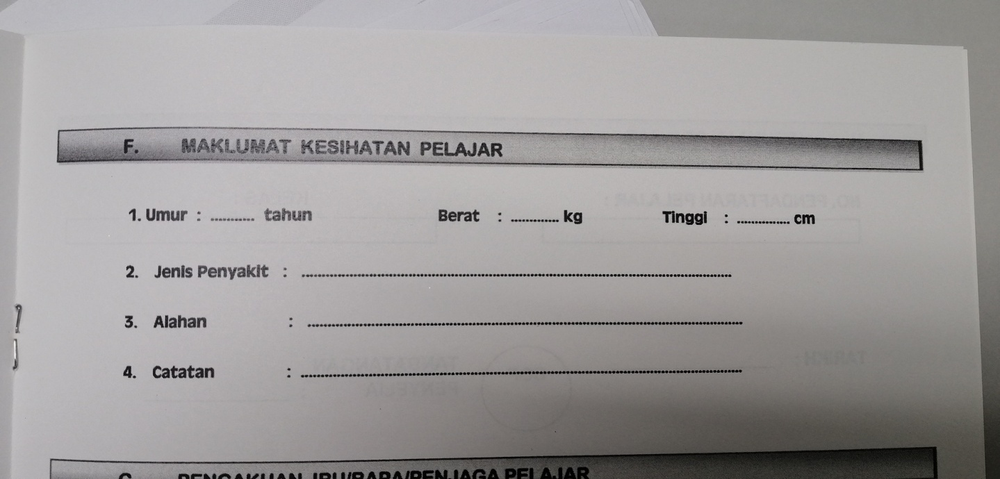 F. MAKLUMAT KESIHATAN PELAJAR
1. Umur : ........... tahun Berat : ............. kg Tinggi : ............... cm
2. Jenis Penyakit : ..............................................................................................
3. Alahan : ..............................................................................................
4. Catatan : ..............................................................................................
G. PENGAKUAN IBU/BAPA/PENJAGA PELAJAR